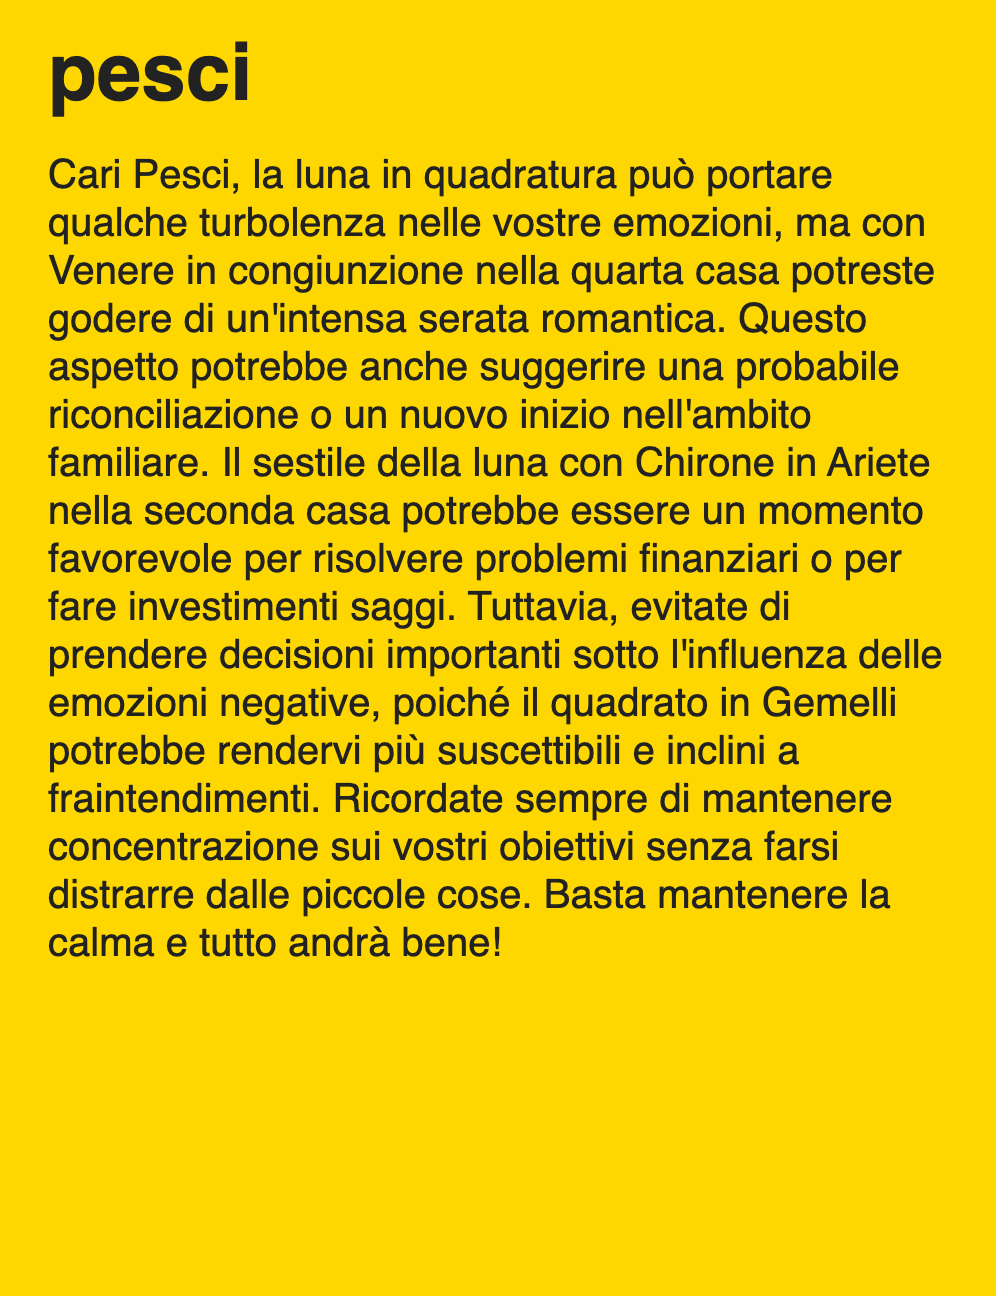 pesci
Cari Pesci, la luna in quadratura può portare
qualche turbolenza nelle vostre emozioni, ma con
Venere in congiunzione nella quarta casa potreste
godere di un'intensa serata romantica. Questo
aspetto potrebbe anche suggerire una probabile
riconciliazione o un nuovo inizio nell'ambito
familiare. Il sestile della luna con Chirone in Ariete
nella seconda casa potrebbe essere un momento
favorevole per risolvere problemi finanziari o per
fare investimenti saggi. Tuttavia, evitate di
prendere decisioni importanti sotto l'influenza delle
emozioni negative, poiché il quadrato in Gemelli
potrebbe rendervi più suscettibili e inclini a
fraintendimenti. Ricordate sempre di mantenere
concentrazione sui vostri obiettivi senza farsi
distrarre dalle piccole cose. Basta mantenere la
calma e tutto andrà bene!